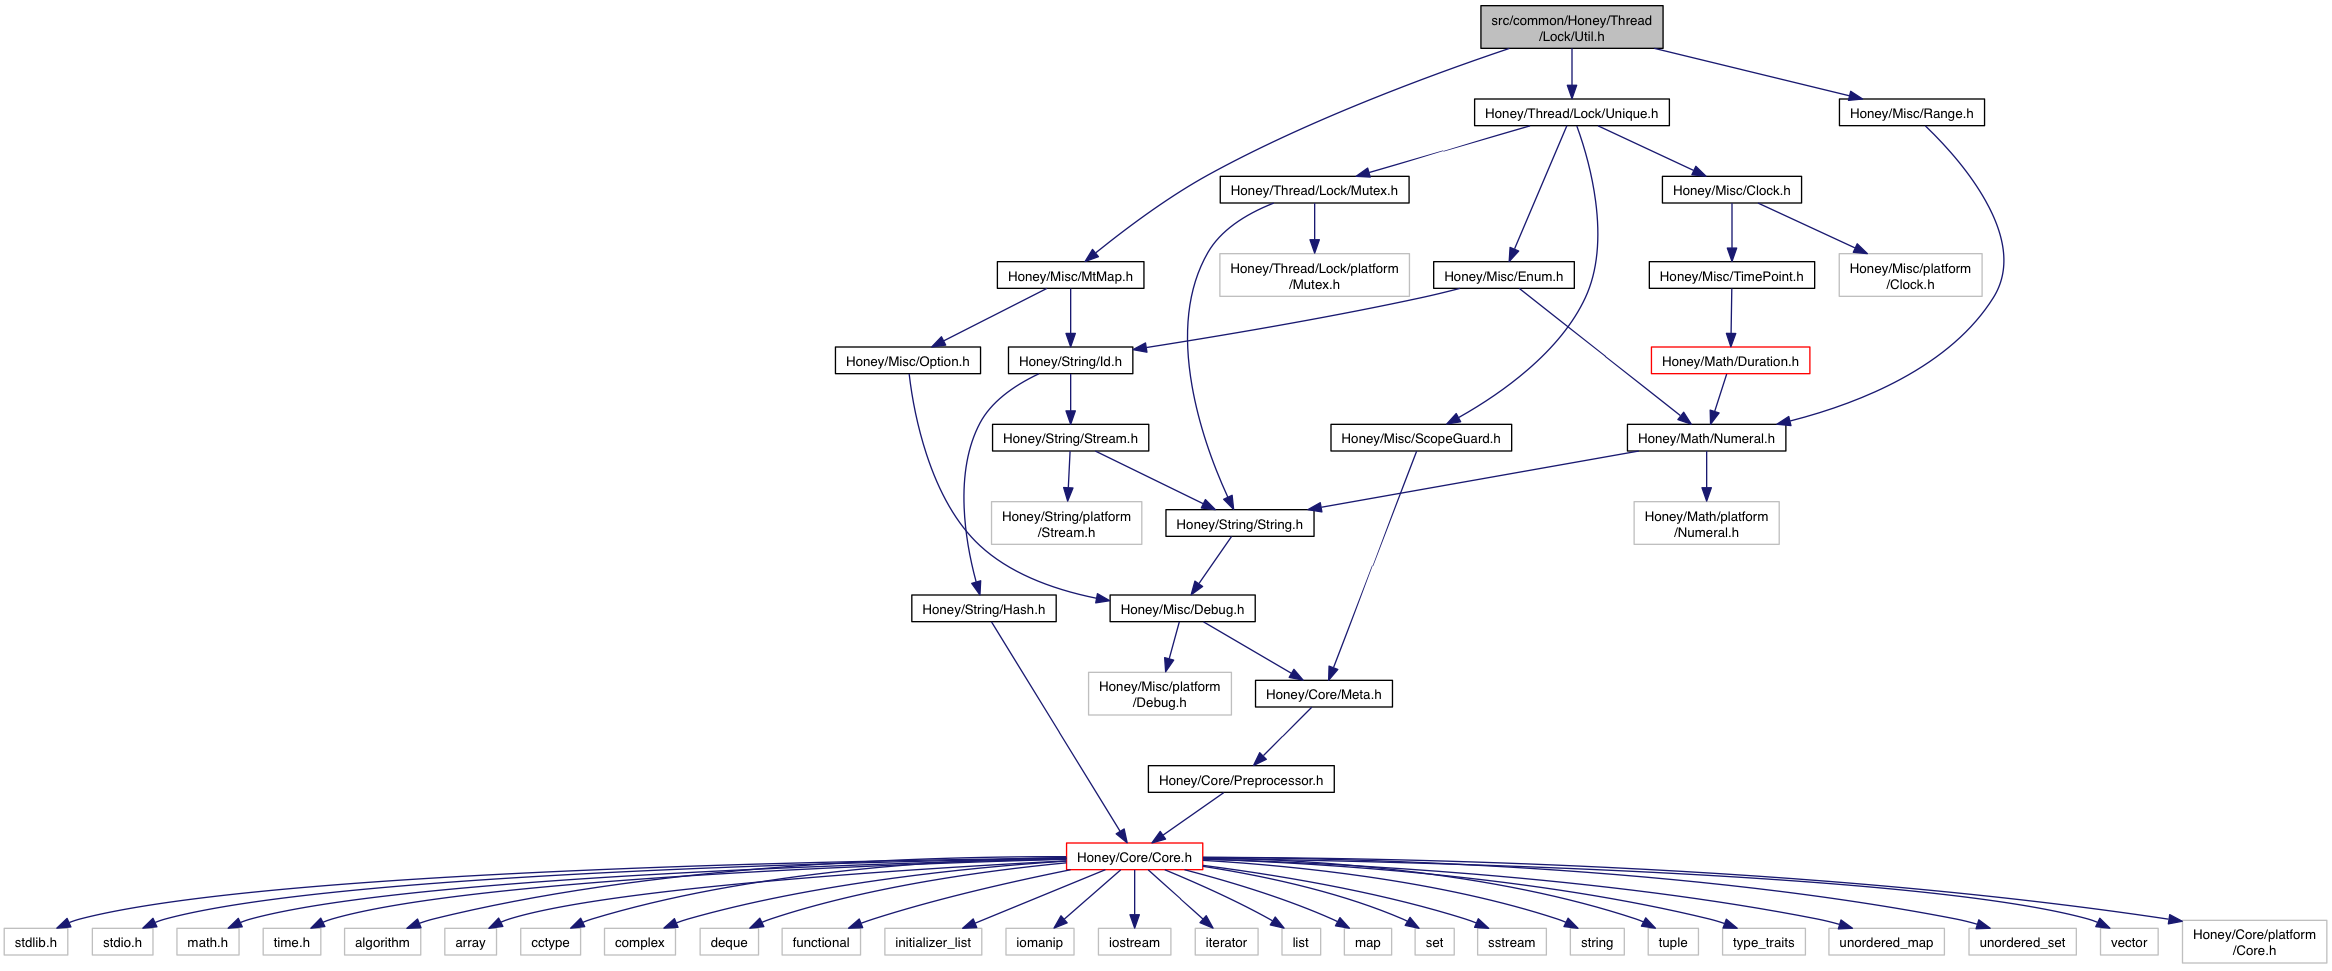 src/common/Honey/Thread
/Lock/Util.h
Honey/Thread/Lock/Unique.h
Honey/Misc/Range.h
Honey/Thread/Lock/Mutex.h
Honey/Misc/Clock.h
Honey/Misc/MtMap.h
Honey/Thread/Lock/platform
/Mutex.h
Honey/Misc/Enum.h
Honey/Misc/TimePoint.h
Honey/Misc/platform
/Clock.h
Honey/Misc/Option.h
Honey/String/Id.h
Honey/Math/Duration.h
Honey/String/Stream.h
Honey/Misc/ScopeGuard.h
Honey/Math/Numeral.h
Honey/String/platform
/Stream.h
Honey/String/String.h
Honey/Math/platform
/Numeral.h
Honey/String/Hash.h
Honey/Misc/Debug.h
Honey/Misc/platform
/Debug.h
Honey/Core/Meta.h
Honey/Core/Preprocessor.h
Honey/Core/Core.h
stdlib.h
stdio.h
math.h
time.h
algorithm
array
cctype
complex
deque
functional
initializer_list
iomanip
iostream
iterator
list
map
set
sstream
string
tuple
type_traits
unordered_map
unordered_set
vector
Honey/Core/platform
/Core.h